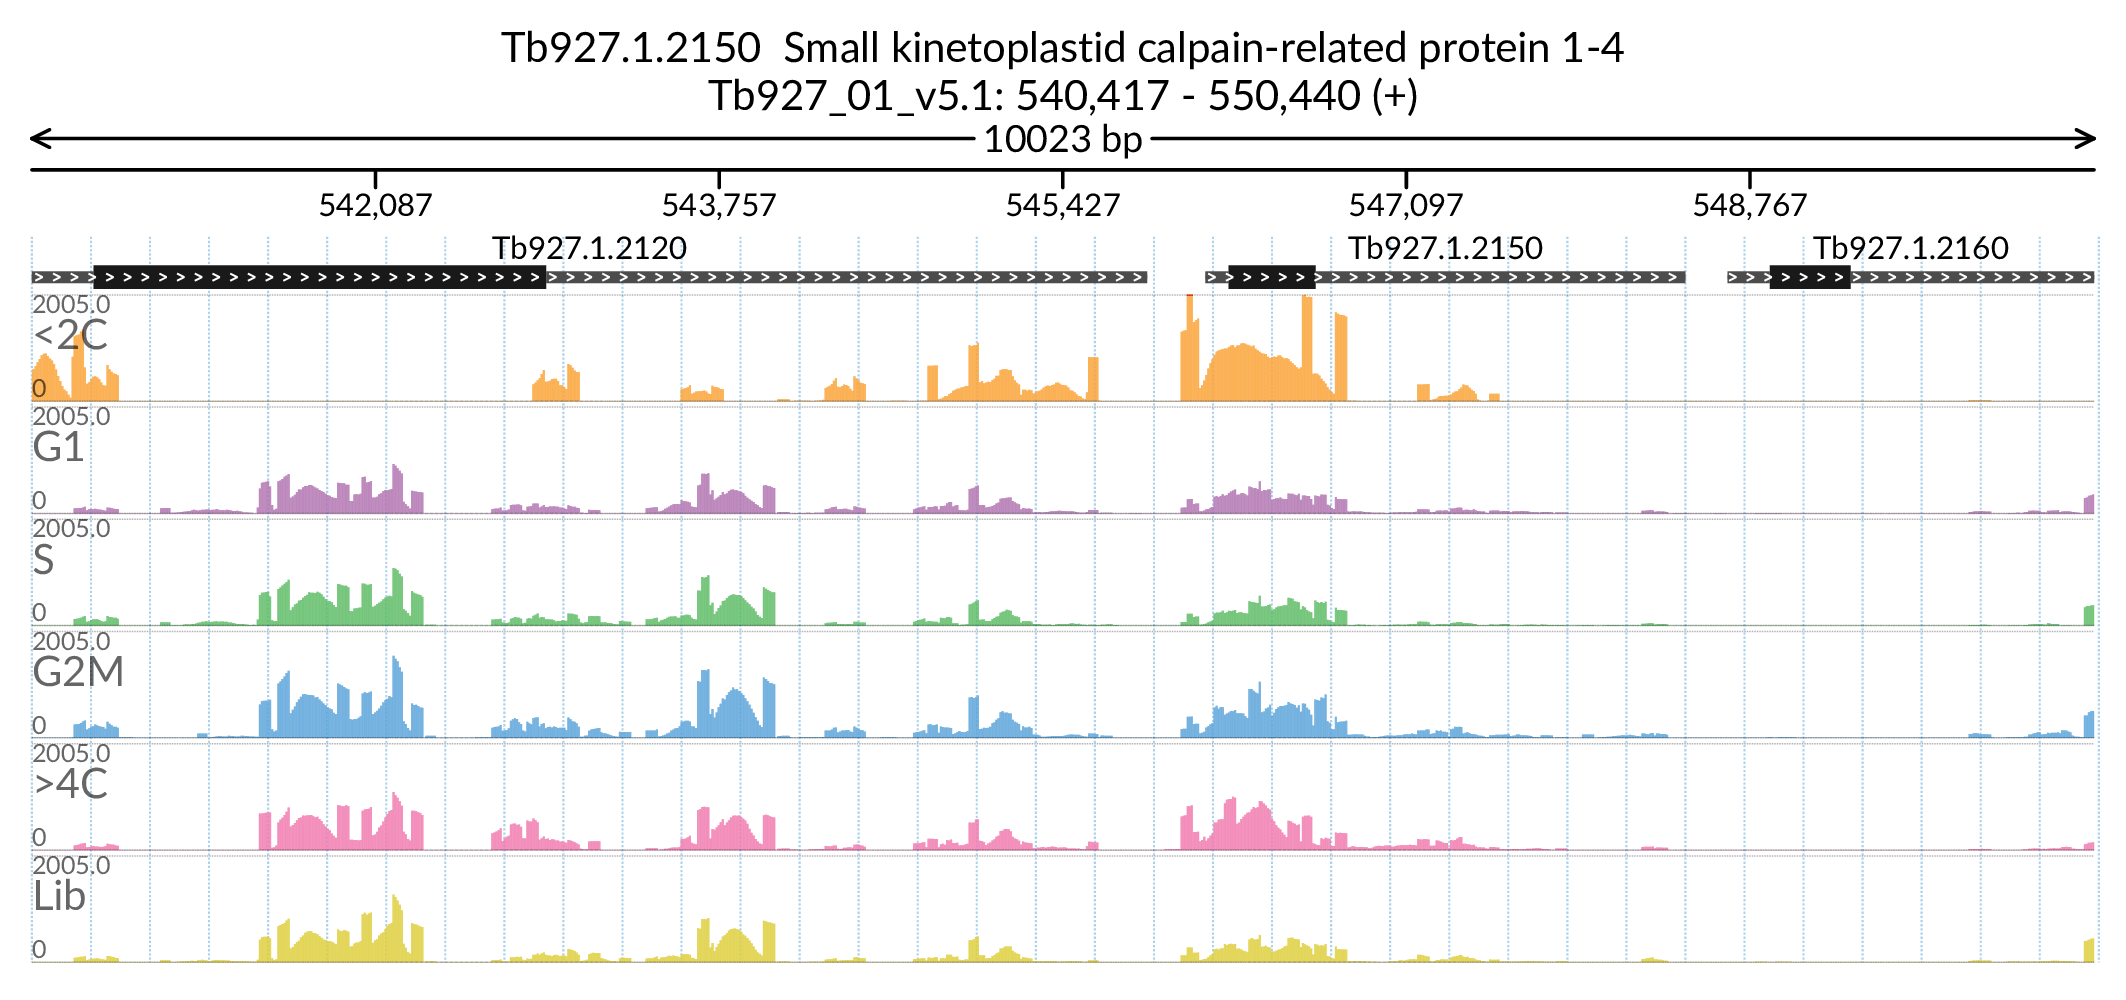 Tb927.1.2150  Small kinetoplastid calpain-related protein 1-4
Tb927_01_v5.1: 540,417 - 550,440 (+)
10023 bp
542,087 543,757 545,427 547,097 548,767
Tb927.1.2120 Tb927.1.2150 Tb927.1.2160
2005.0
<2C
0
2005.0
G1
0
2005.0
S
0
2005.0
G2M
0
2005.0
>4C
0
2005.0
Lib
0